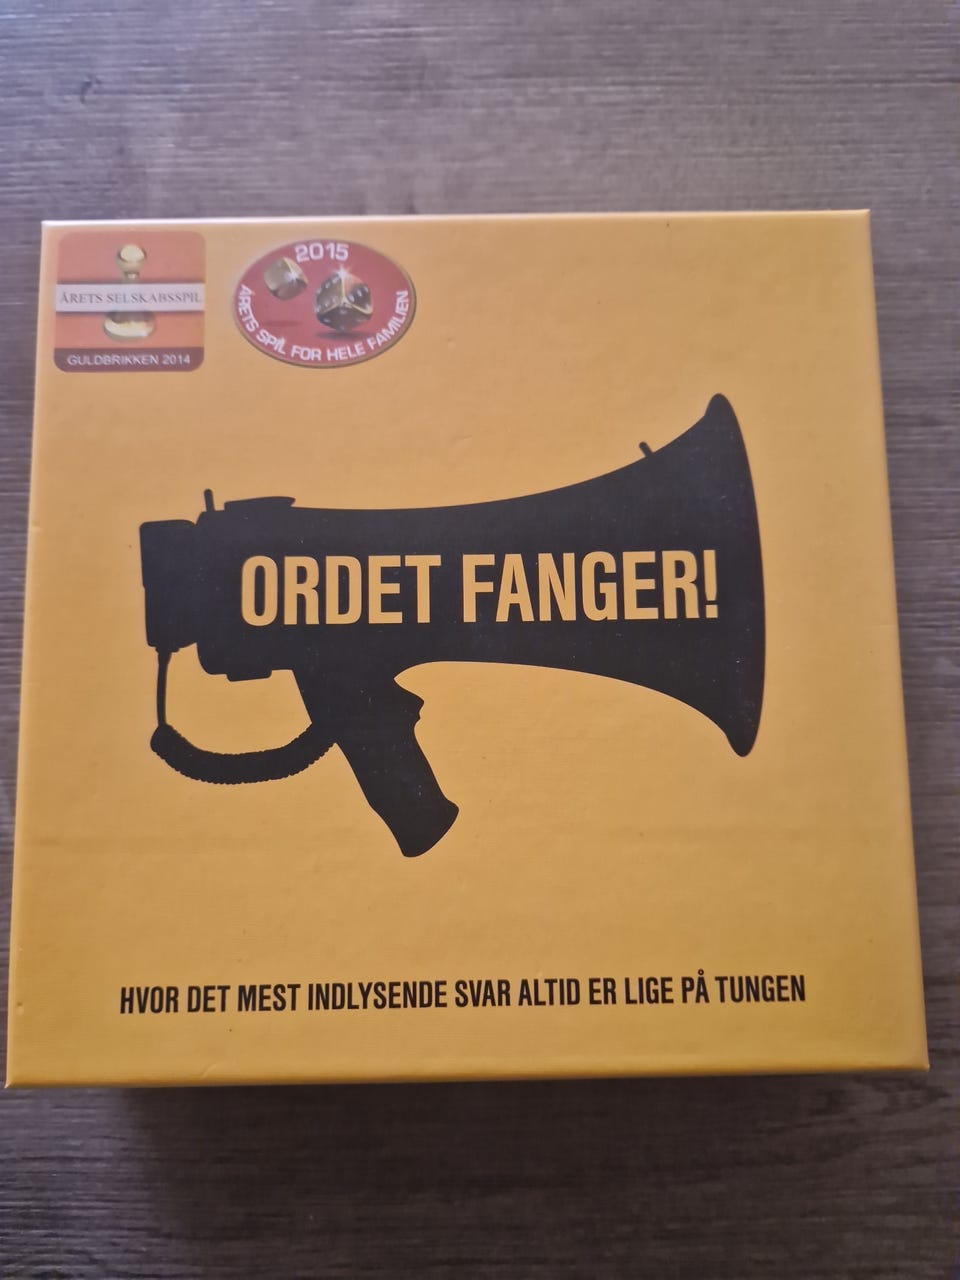 ÅRETS SELSKABSSPIL
GULDBRIKKEN 2014
2015
ÅRETS SPIL FOR HELE FAMILIEN
ORDET FANGER!
HVOR DET MEST INDLYSENDE SVAR ALTID ER LIGE PÅ TUNGEN